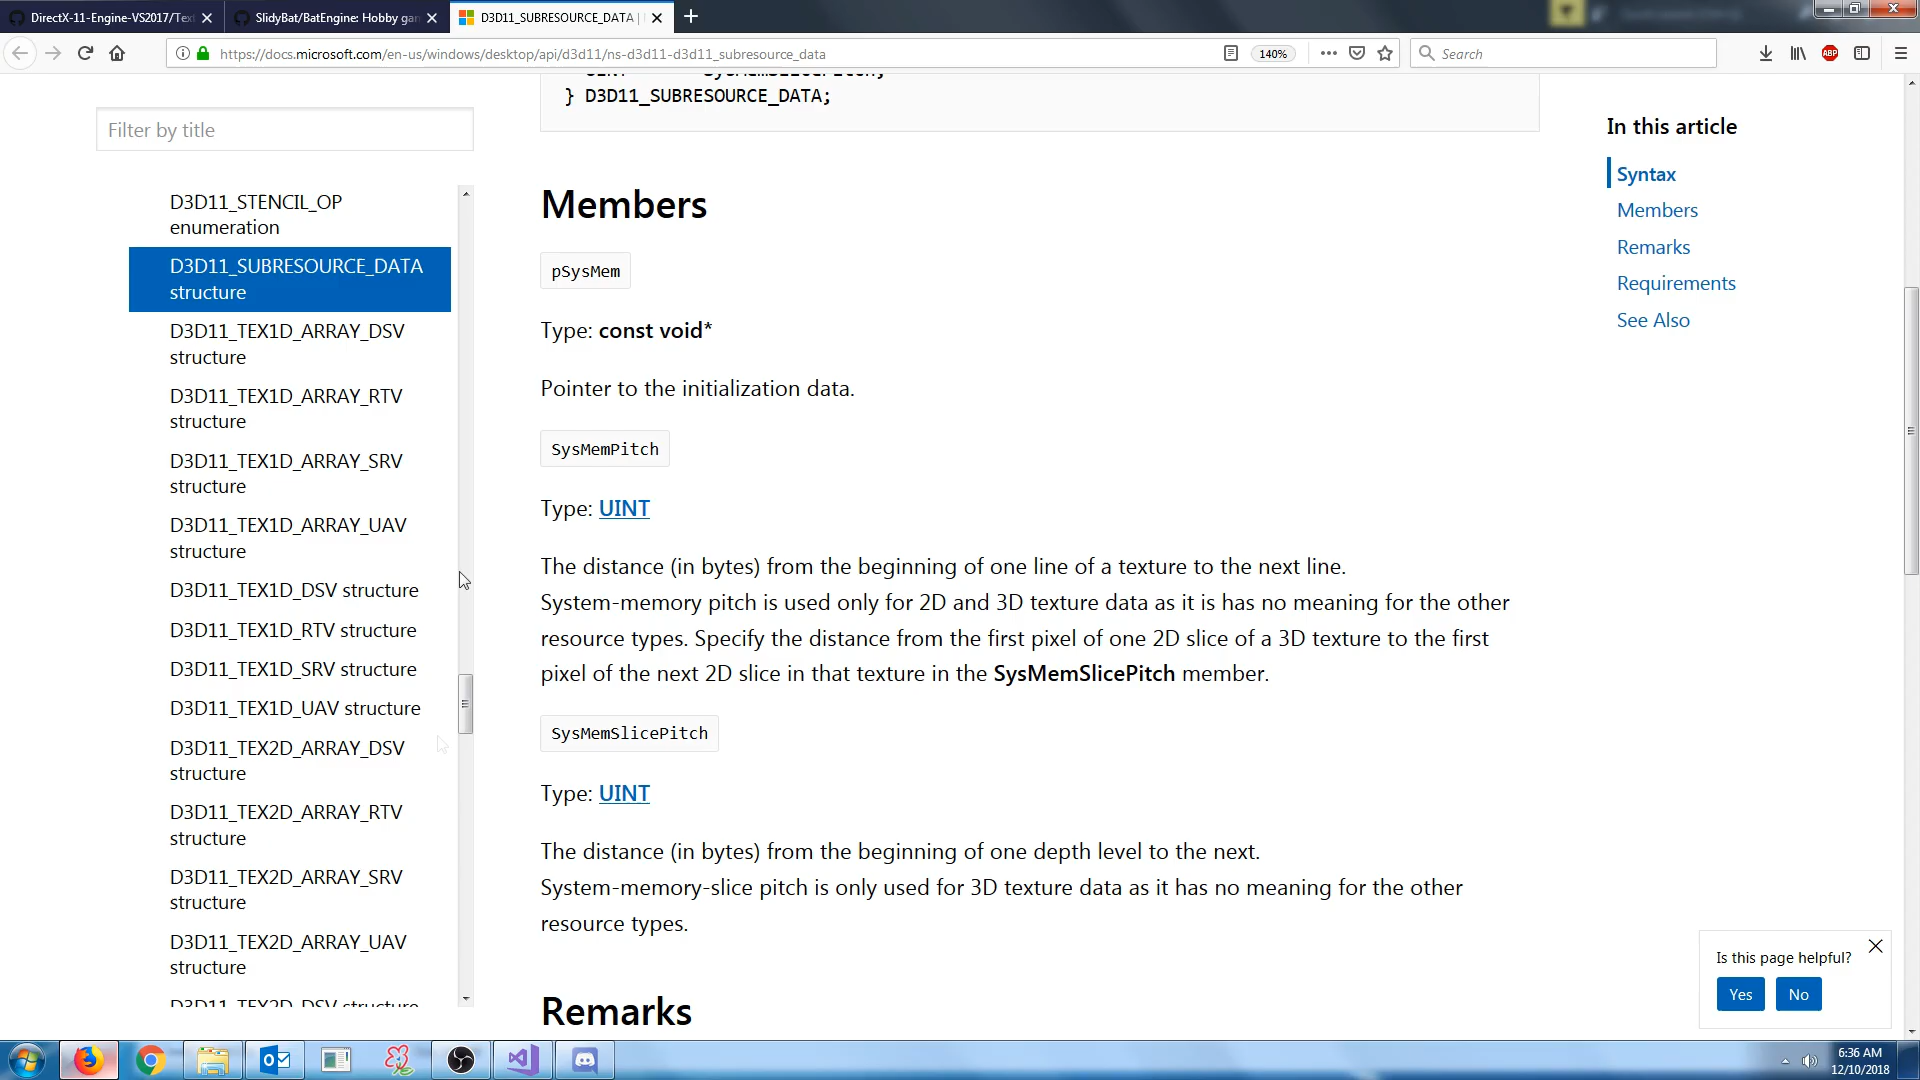 DirectX-11-Engine-VS2017/Tex
SlidyBat/BatEngine: Hobby gan
D3D11_SUBRESOURCE_DATA |
https://docs.microsoft.com/en-us/windows/desktop/api/d3d11/ns-d3d11-d3d11_subresource_data
140%
Search
ABP
Filter by title
D3D11_STENCIL_OP
enumeration
D3D11_SUBRESOURCE_DATA
structure
D3D11_TEX1D_ARRAY_DSV
structure
D3D11_TEX1D_ARRAY_RTV
structure
D3D11_TEX1D_ARRAY_SRV
structure
D3D11_TEX1D_ARRAY_UAV
structure
D3D11_TEX1D_DSV structure
D3D11_TEX1D_RTV structure
D3D11_TEX1D_SRV structure
D3D11_TEX1D_UAV structure
D3D11_TEX2D_ARRAY_DSV
structure
D3D11_TEX2D_ARRAY_RTV
structure
D3D11_TEX2D_ARRAY_SRV
structure
D3D11_TEX2D_ARRAY_UAV
structure
D3D11_TEX2D_DSV structure
UINT SysMemSlicePitch;
} D3D11_SUBRESOURCE_DATA;
Members
pSysMem
Type: const void*
Pointer to the initialization data.
SysMemPitch
Type: UINT
The distance (in bytes) from the beginning of one line of a texture to the next line.
System-memory pitch is used only for 2D and 3D texture data as it is has no meaning for the other
resource types. Specify the distance from the first pixel of one 2D slice of a 3D texture to the first
pixel of the next 2D slice in that texture in the SysMemSlicePitch member.
SysMemSlicePitch
Type: UINT
The distance (in bytes) from the beginning of one depth level to the next.
System-memory-slice pitch is only used for 3D texture data as it has no meaning for the other
resource types.
Remarks
In this article
Syntax
Members
Remarks
Requirements
See Also
Is this page helpful?
Yes No
6:36 AM
12/10/2018